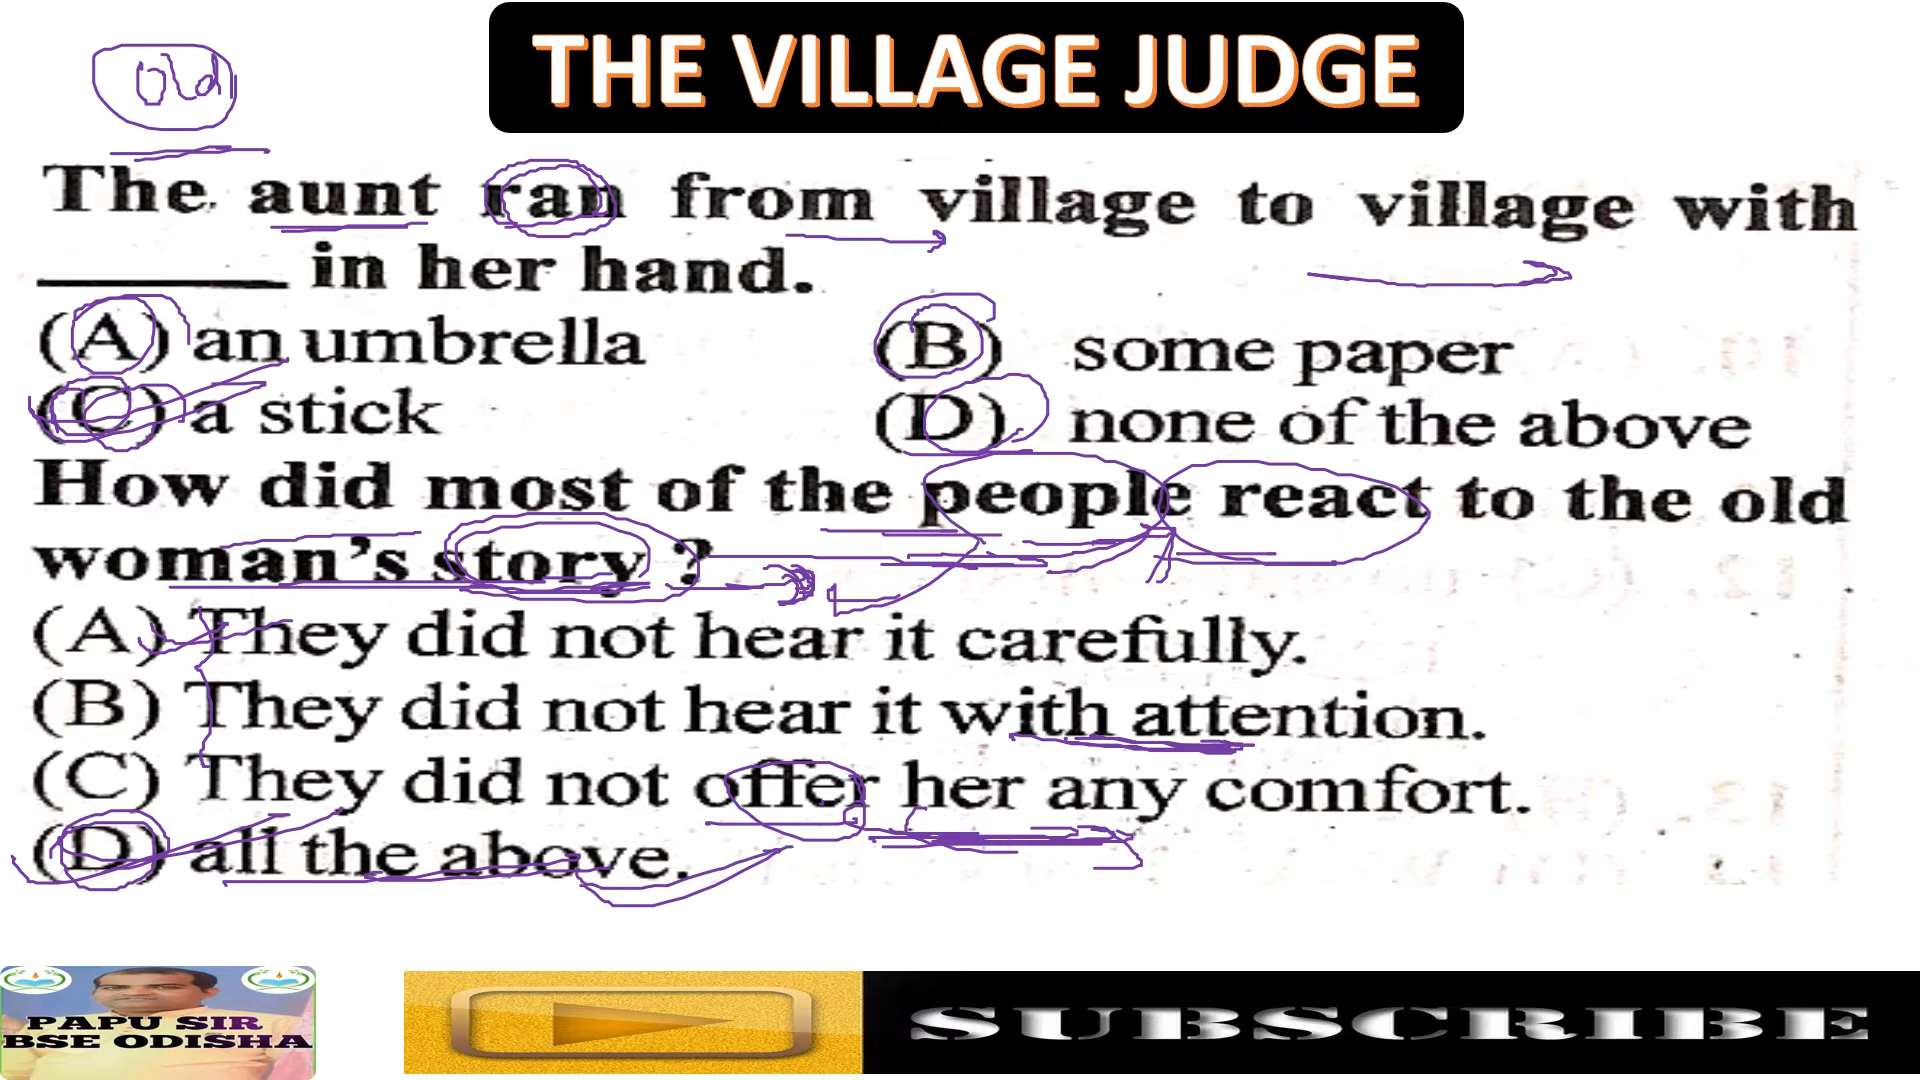 THE VILLAGE JUDGE
old
The aunt ran from village to village with
______ in her hand.
(A) an umbrella (B) some paper
(C) a stick (D) none of the above
How did most of the people react to the old
woman's story ?
(A) They did not hear it carefully.
(B) They did not hear it with attention.
(C) They did not offer her any comfort.
(D) all the above.
PAPU SIR
BSE ODISHA
SUBSCRIBE